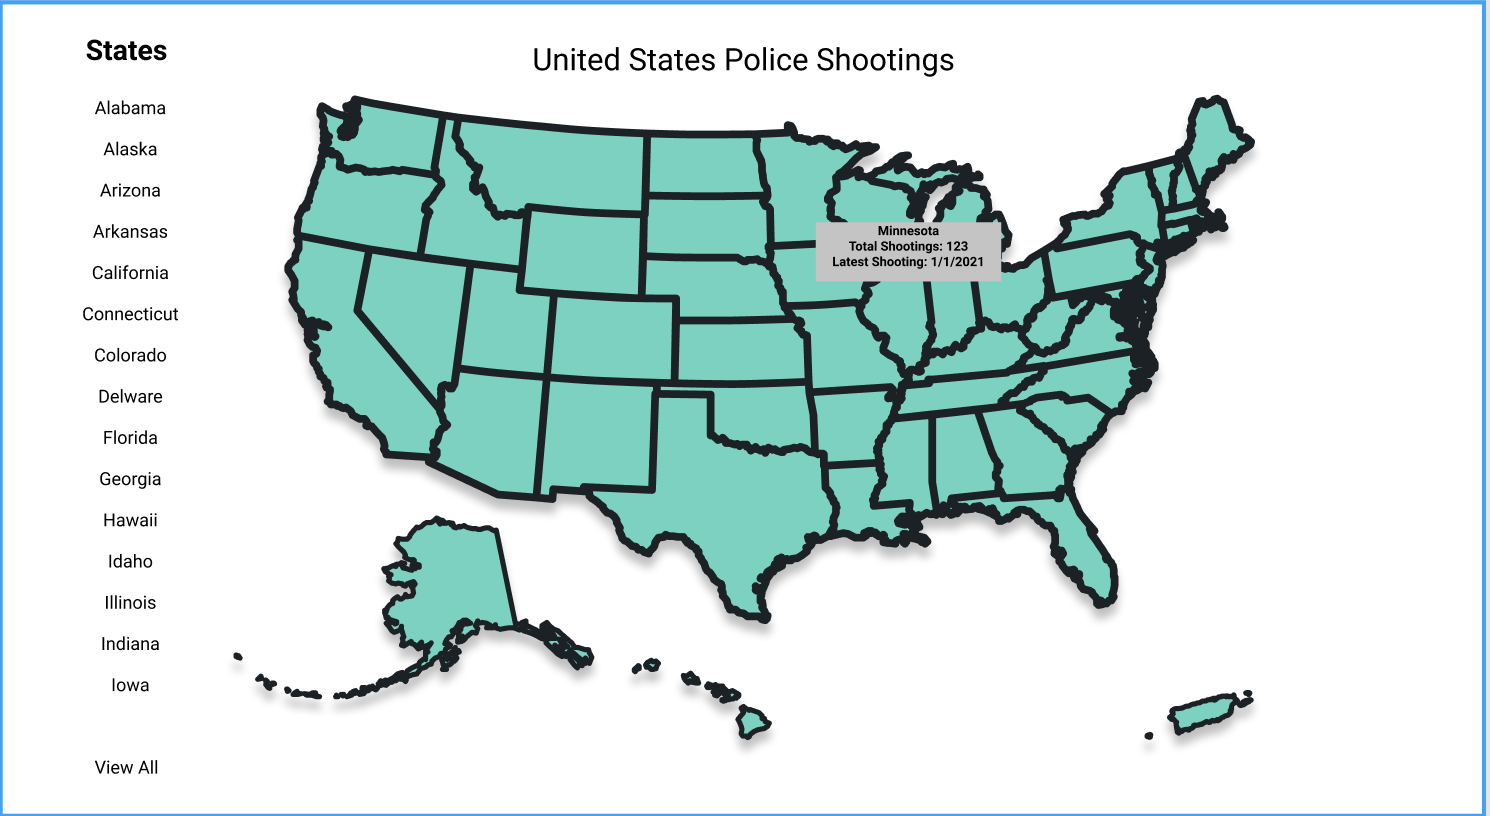 States
United States Police Shootings
Alabama
Alaska
Arizona
Arkansas
California
Connecticut
Colorado
Delware
Florida
Georgia
Hawaii
Idaho
Illinois
Indiana
Iowa
View All
Minnesota
Total Shootings: 123
Latest Shooting: 1/1/2021